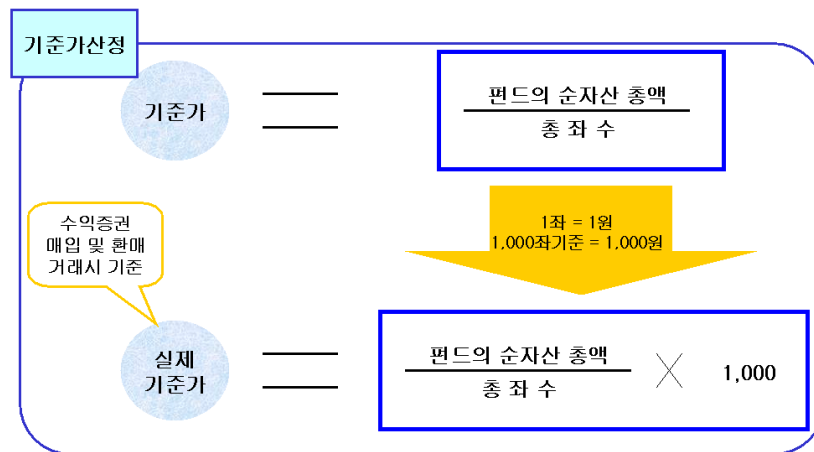 기준가산정
기준가
펀드의 순자산 총액
총 좌 수
1좌 = 1원
1,000좌기준 = 1,000원
수익증권
매입 및 환매
거래시 기준
실제
기준가
펀드의 순자산 총액
총 좌 수
1,000